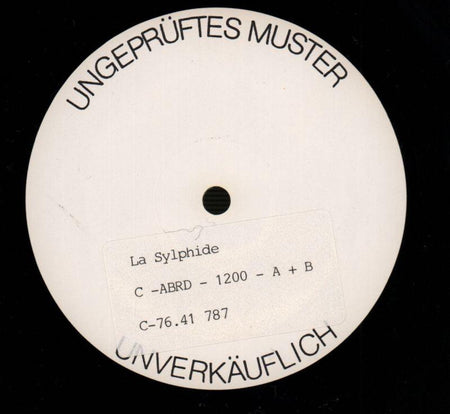 UNGEPRÜFTES MUSTER
La Sylphide
C -ABRD - 1200 - A + B
C-76.41 787
UNVERKÄUFLICH